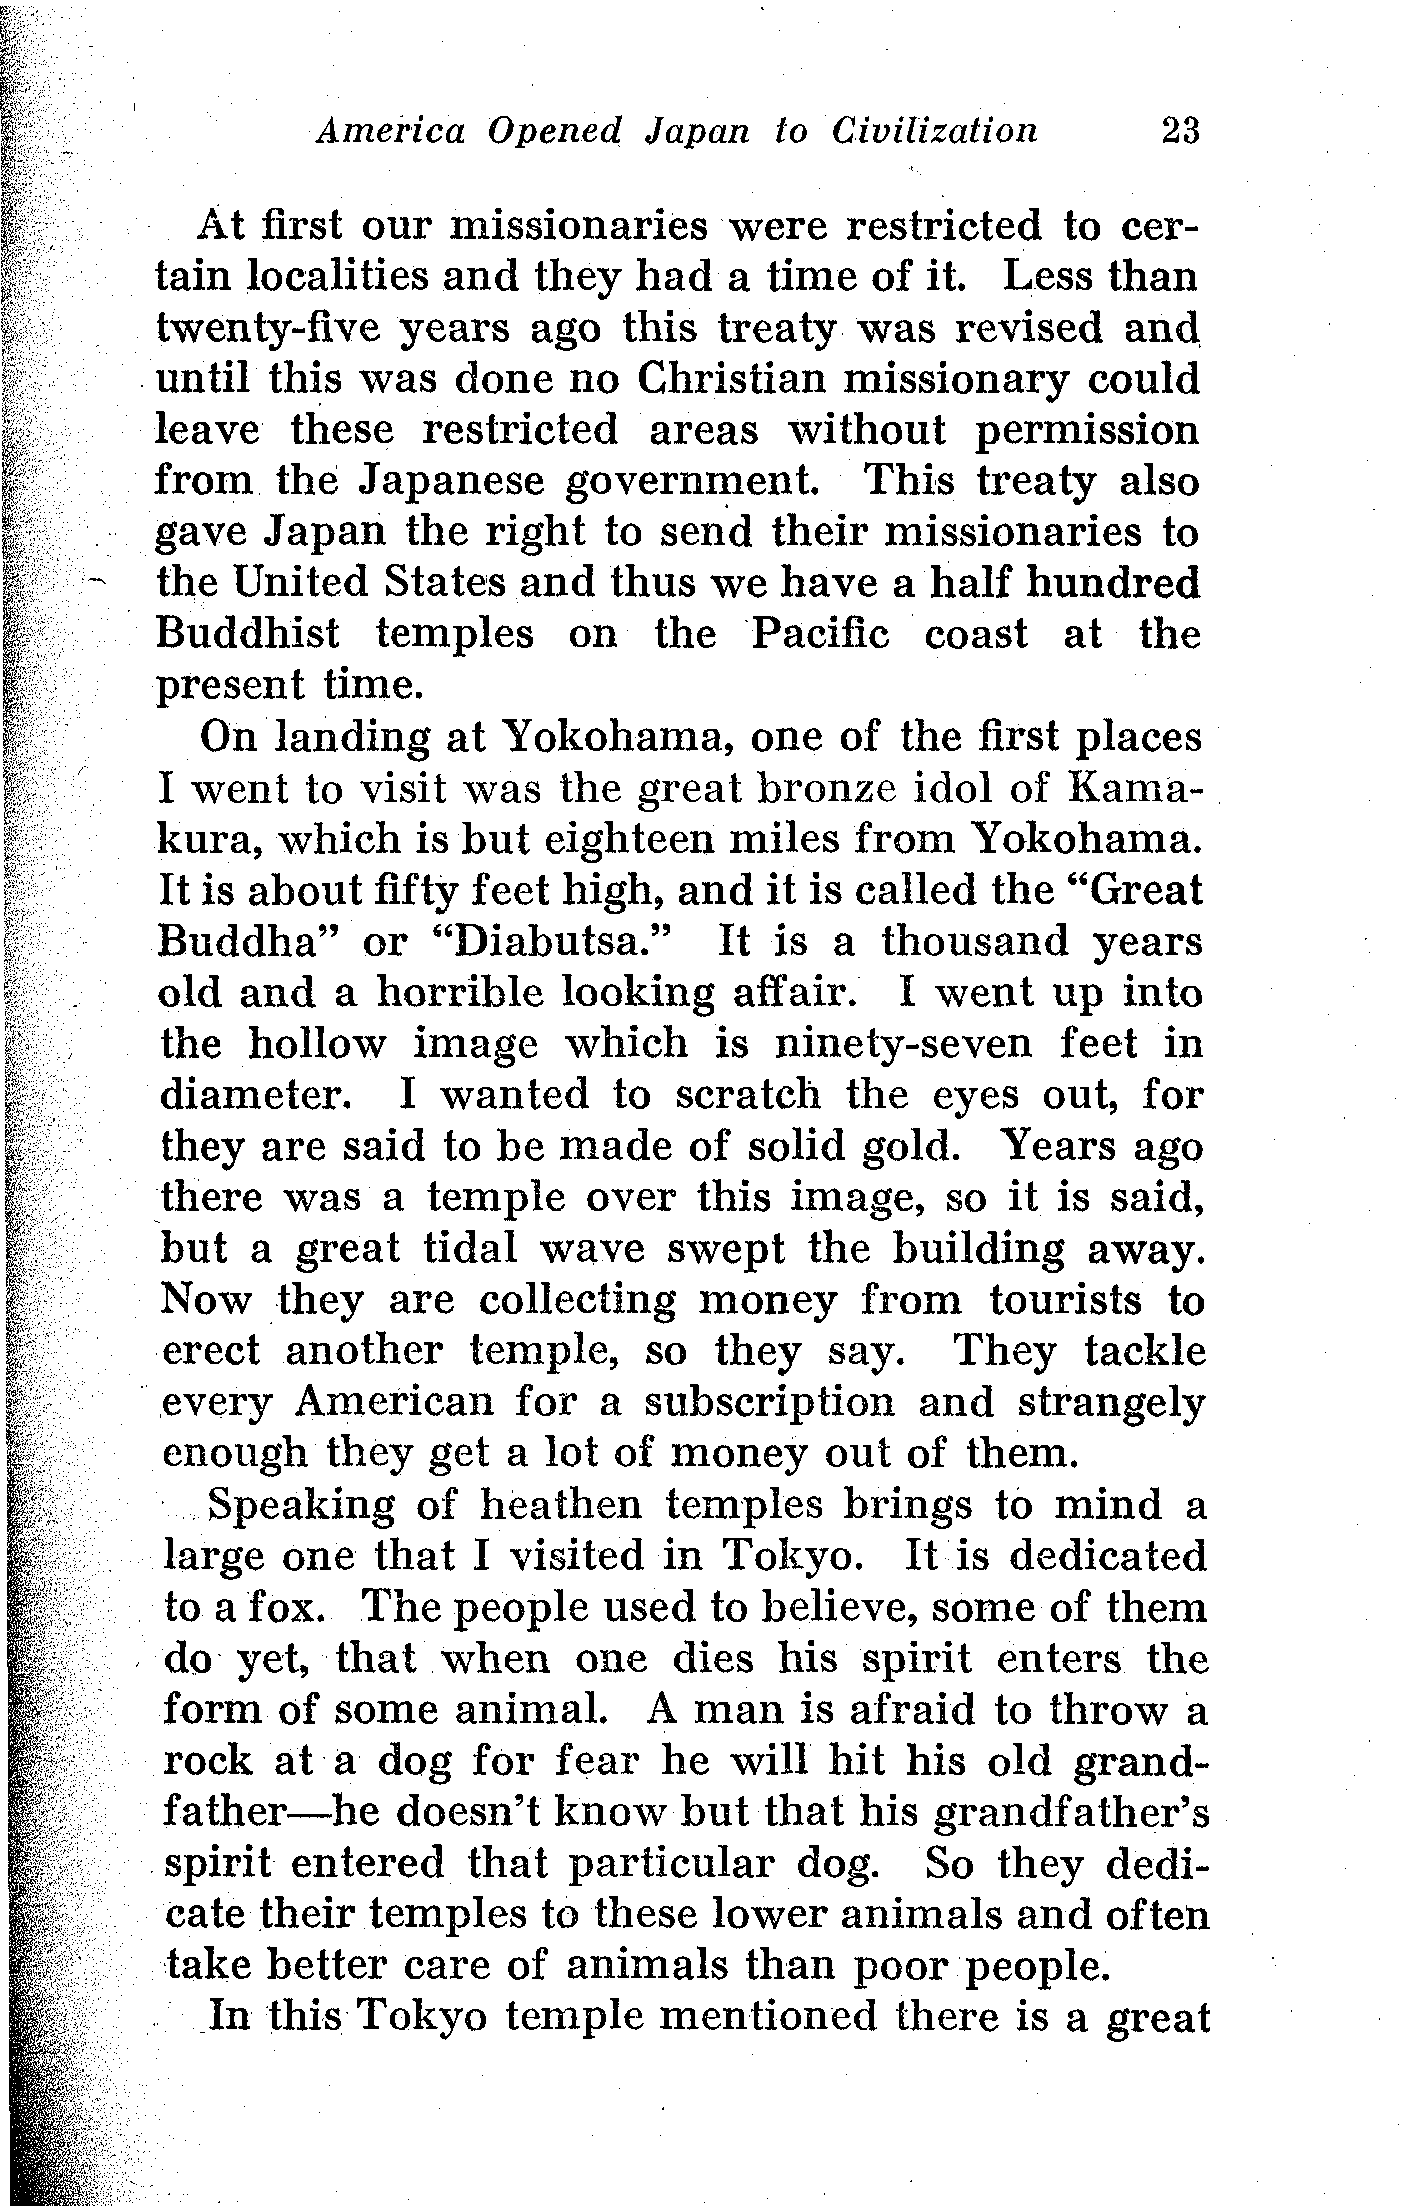 America Opened Japan to Civilization 23
At first our missionaries were restricted to cer-
tain localities and they had a time of it. Less than
twenty-five years ago this treaty was revised and
until this was done no Christian missionary could
leave these restricted areas without permission
from the Japanese government. This treaty also
gave Japan the right to send their missionaries to
the United States and thus we have a half hundred
Buddhist temples on the Pacific coast at the
present time.
On landing at Yokohama, one of the first places
I went to visit was the great bronze idol of Kama-
kura, which is but eighteen miles from Yokohama.
It is about fifty feet high, and it is called the “Great
Buddha” or “Diabutsa.” It is a thousand years
old and a horrible looking affair. I went up into
the hollow image which is ninety-seven feet in
diameter. I wanted to scratch the eyes out, for
they are said to be made of solid gold. Years ago
there was a temple over this image, so it is said,
but a great tidal wave swept the building away.
Now they are collecting money from tourists to
erect another temple, so they say. They tackle
every American for a subscription and strangely
enough they get a lot of money out of them.
Speaking of heathen temples brings to mind a
large one that I visited in Tokyo. It is dedicated
to a fox. The people used to believe, some of them
do yet, that when one dies his spirit enters the
form of some animal. A man is afraid to throw a
rock at a dog for fear he will hit his old grand-
father—he doesn’t know but that his grandfather’s
spirit entered that particular dog. So they dedi-
cate their temples to these lower animals and often
take better care of animals than poor people.
In this Tokyo temple mentioned there is a great